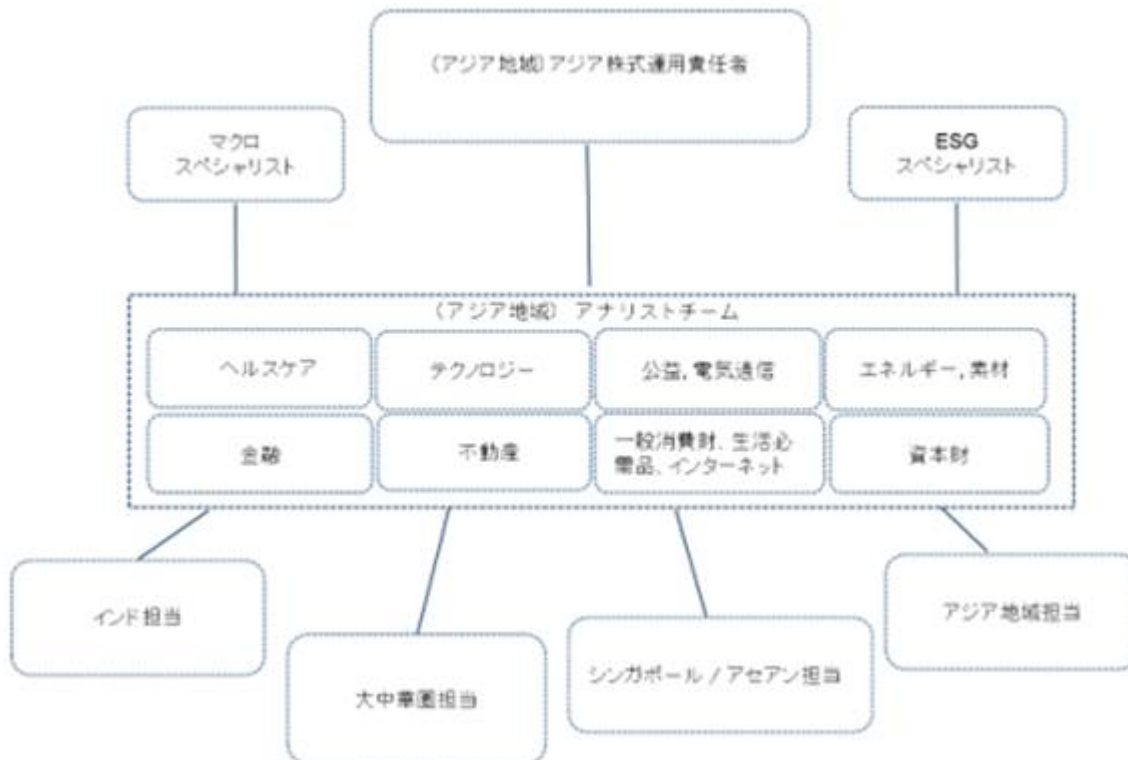 (アジア地域)アジア株式運用責任者
マクロ
スペシャリスト
ESG
スペシャリスト
(アジア地域) アナリストチーム
ヘルスケア
テクノロジー
公益,電気通信
エネルギー,素材
金融
不動産
一般消費財、生活必
需品、インターネット
資本財
インド担当
大中華圏担当
シンガポール / アセアン担当
アジア地域担当